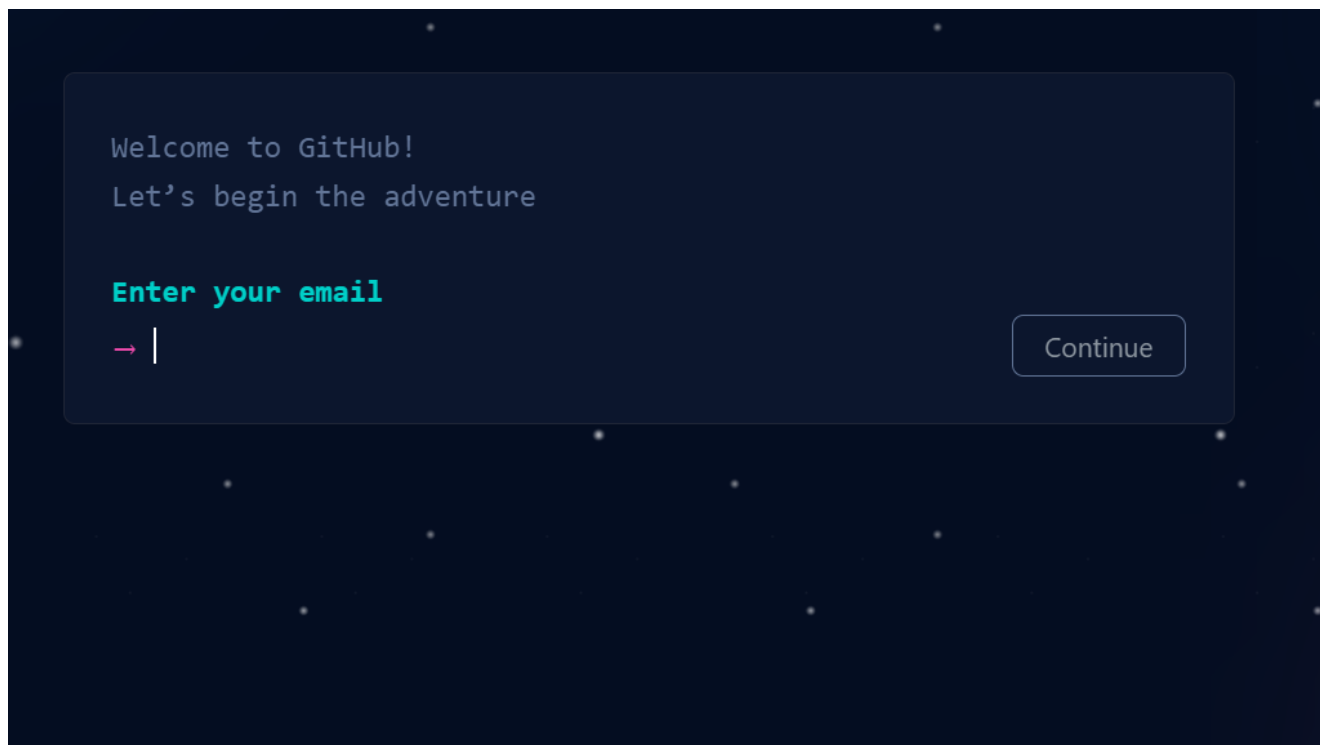 Welcome to GitHub!
Let’s begin the adventure
Enter your email
→
Continue